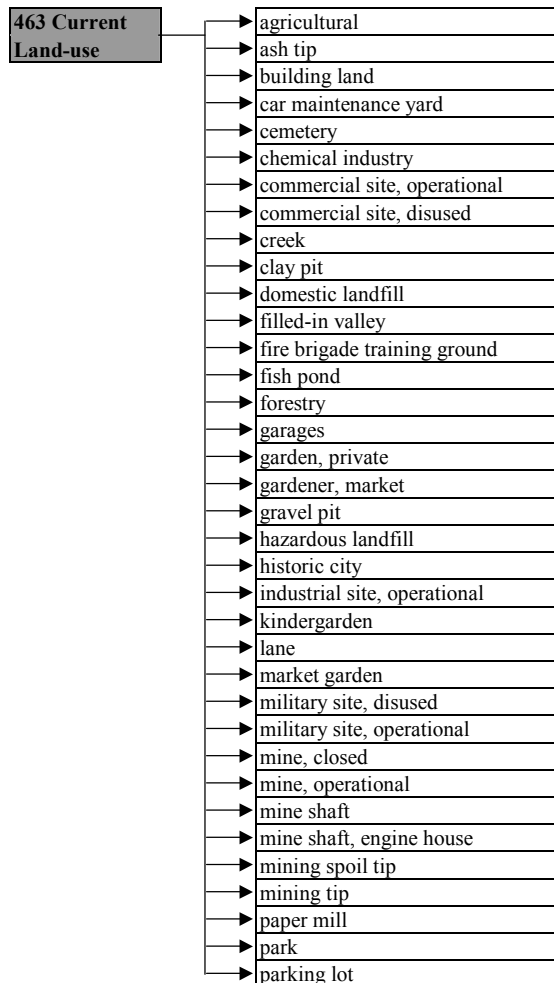 463 Current
Land-use
agricultural
ash tip
building land
car maintenance yard
cemetery
chemical industry
commercial site, operational
commercial site, disused
creek
clay pit
domestic landfill
filled-in valley
fire brigade training ground
fish pond
forestry
garages
garden, private
gardener, market
gravel pit
hazardous landfill
historic city
industrial site, operational
kindergarden
lane
market garden
military site, disused
military site, operational
mine, closed
mine, operational
mine shaft
mine shaft, engine house
mining spoil tip
mining tip
paper mill
park
parking lot